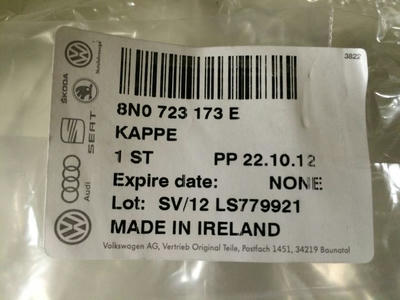 3822
ŠKODA
SEAT
Audi
8N0 723 173 E
KAPPE
1 ST PP 22.10.12
Expire date: NONE
Lot: SV/12 LS779921
MADE IN IRELAND
Volkswagen AG, Vertrieb Original Teile, Postfach 1451, 34219 Baunatal